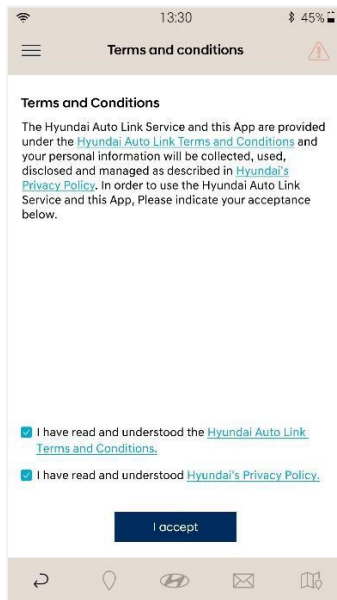 13:30
45%
Terms and conditions
Terms and Conditions
The Hyundai Auto Link Service and this App are provided
under the Hyundai Auto Link Terms and Conditions and
your personal information will be collected, used,
disclosed and managed as described in Hyundai's
Privacy Policy. In order to use the Hyundai Auto Link
Service and this App, Please indicate your acceptance
below.
I have read and understood the Hyundai Auto Link
Terms and Conditions.
I have read and understood Hyundai's Privacy Policy.
I accept